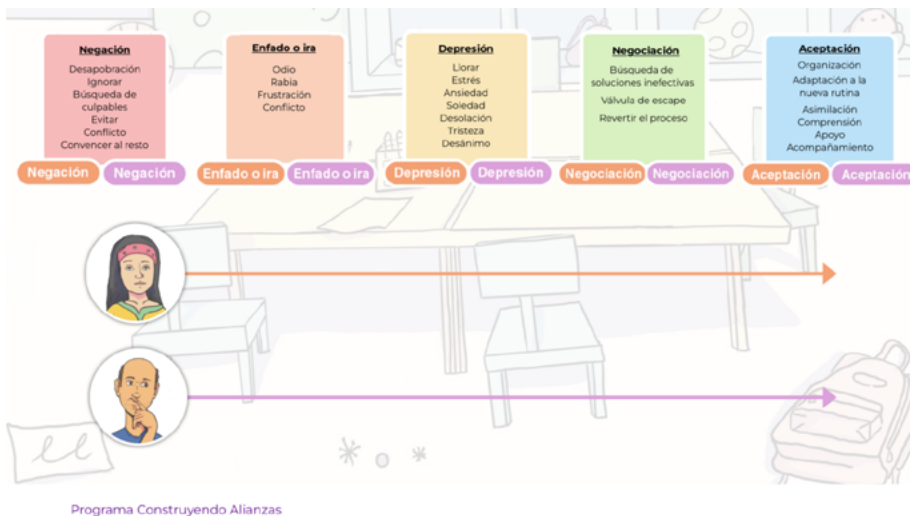 Negación
Desapobración
Ignorar
Búsqueda de
culpables
Evitar
Conflicto
Convencer al resto
Enfado o ira
Odio
Rabia
Frustración
Conflicto
Depresión
Llorar
Estrés
Ansiedad
Soledad
Desolación
Tristeza
Desánimo
Negociación
Búsqueda de
soluciones inefectivas
Válvula de escape
Revertir el proceso
Aceptación
Organización
Adaptación a la
nueva rutina
Asimilación
Comprensión
Apoyo
Acompañamiento
Negación
Negación
Enfado o ira
Enfado o ira
Depresión
Depresión
Negociación
Negociación
Aceptación
Aceptación
Programa Construyendo Alianzas